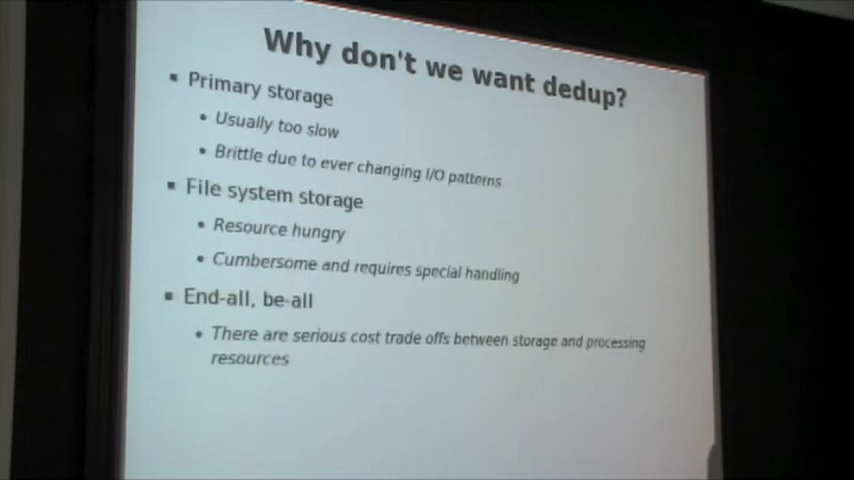 Why don't we want dedup?
Primary storage
Usually too slow
Brittle due to ever changing I/O patterns
File system storage
Resource hungry
Cumbersome and requires special handling
End-all, be-all
There are serious cost trade offs between storage and processing
resources